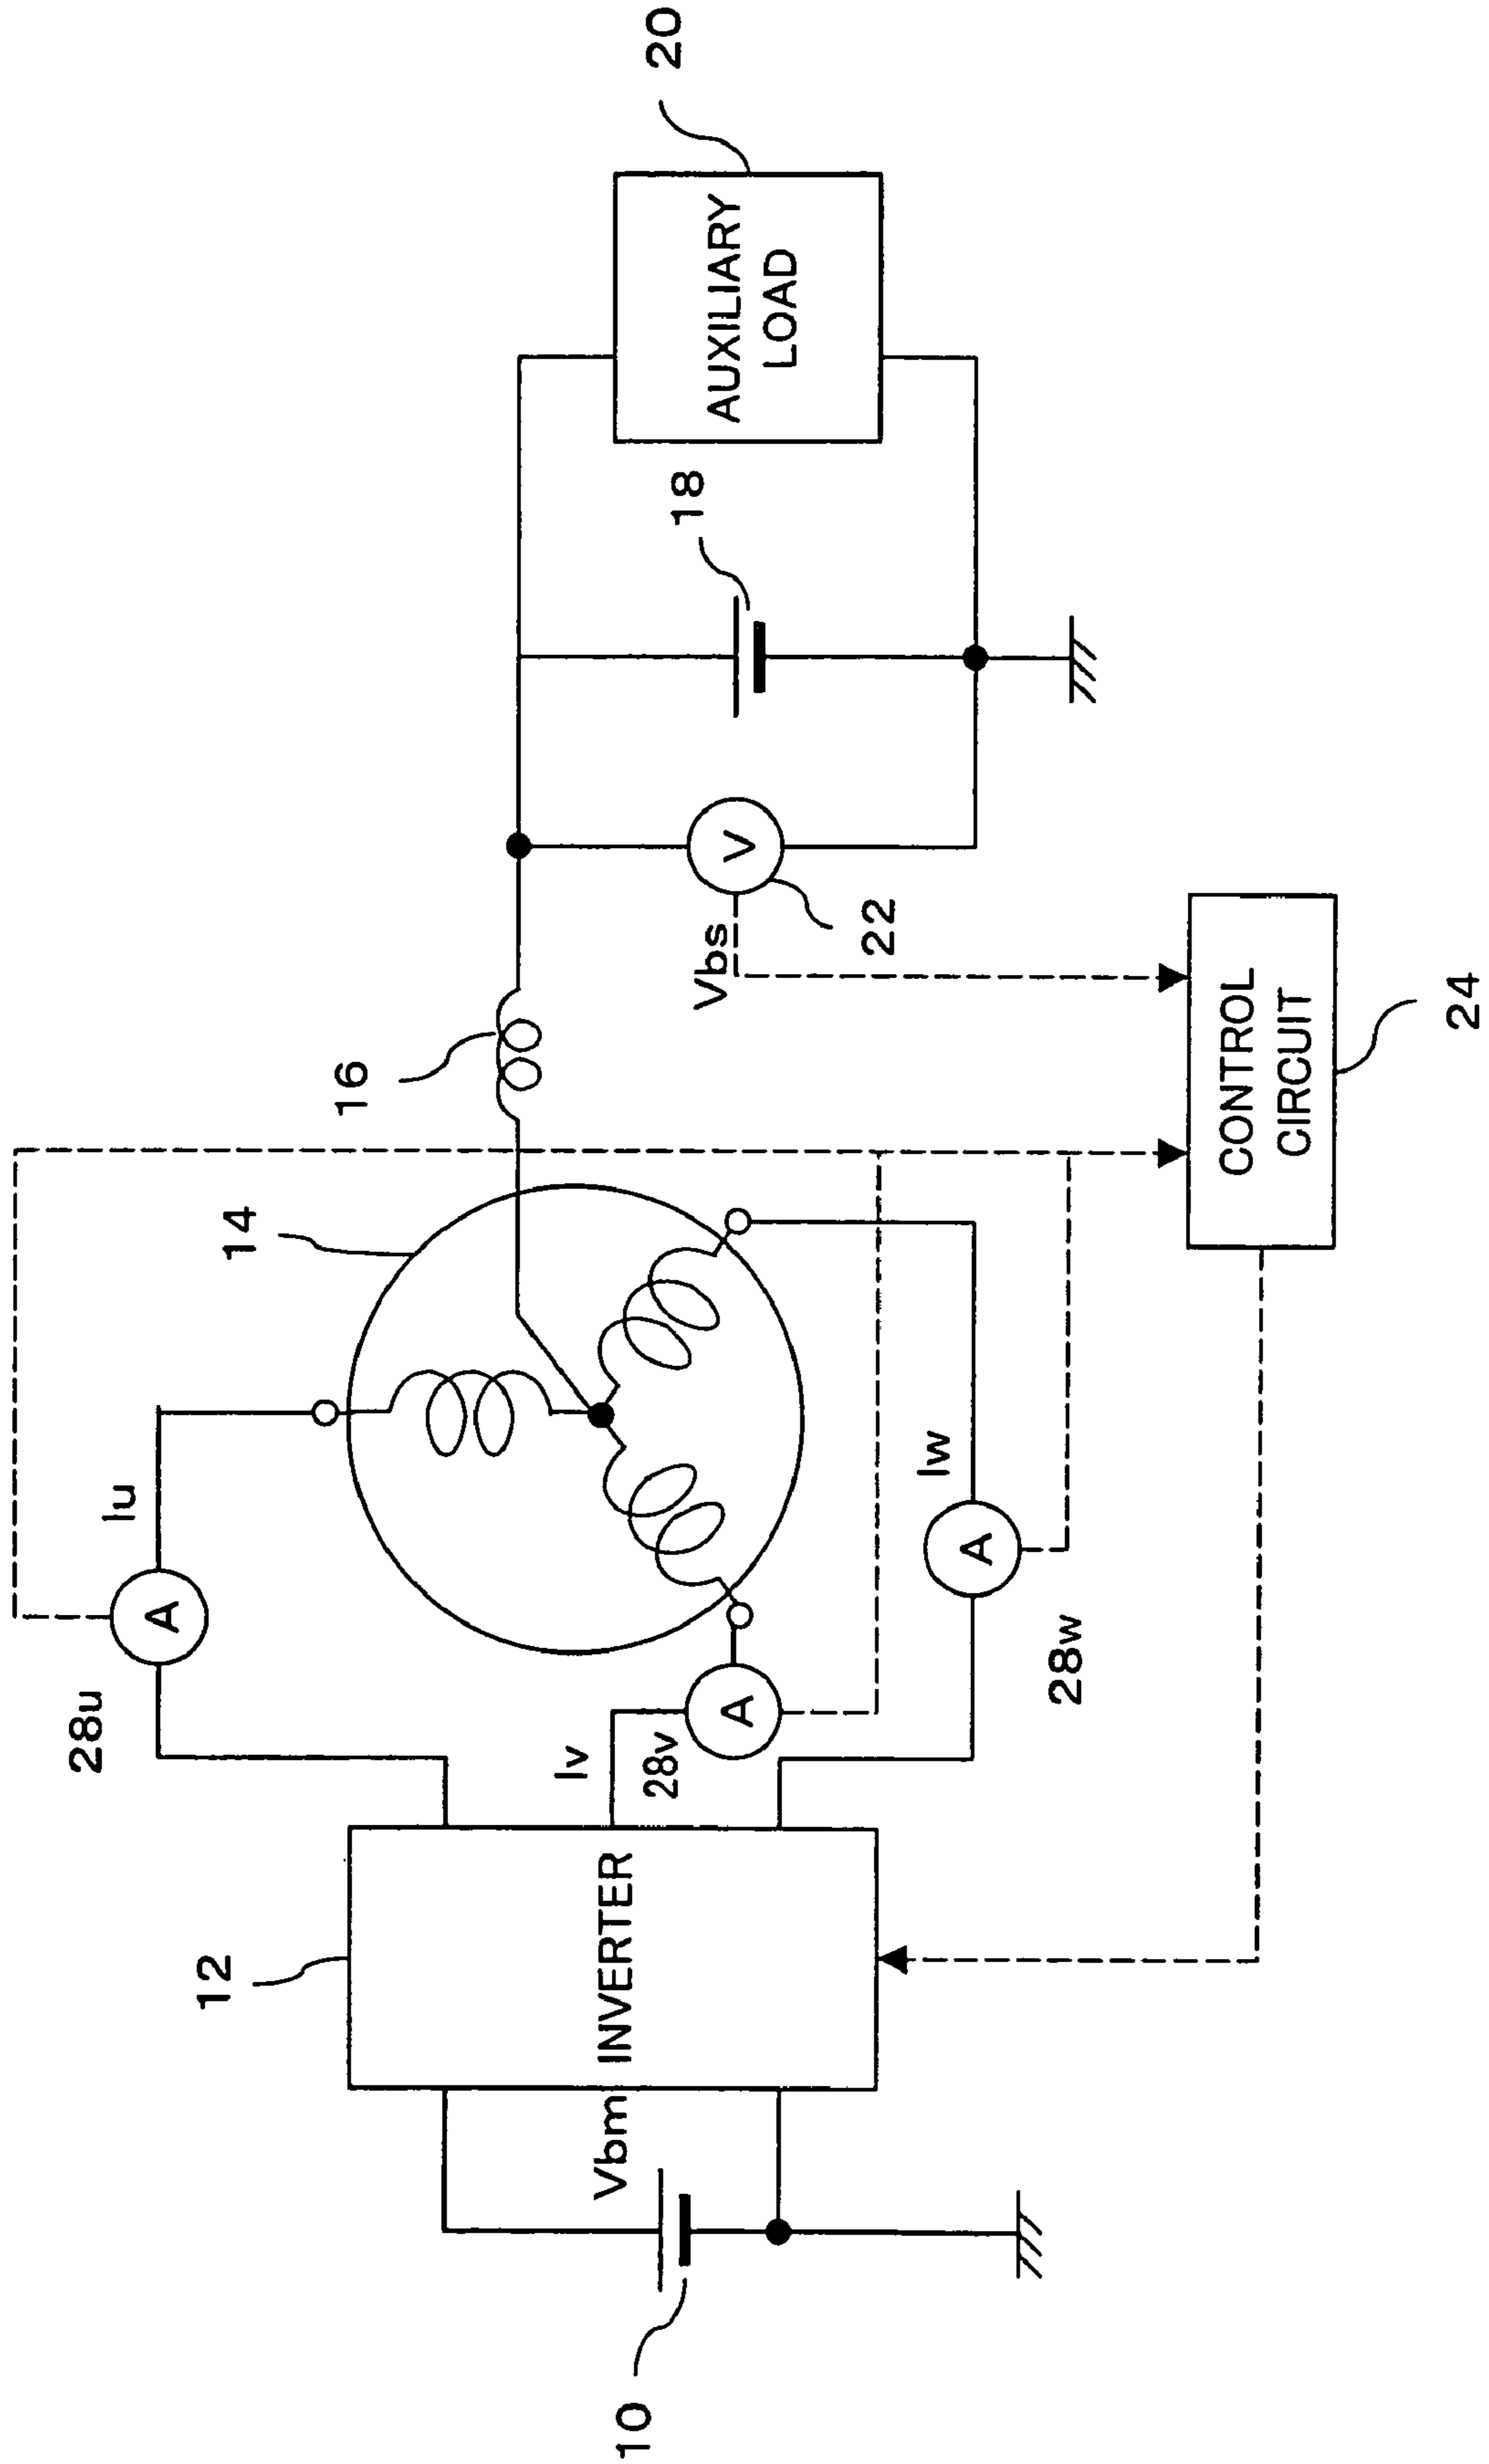 10
Vbm
12
INVERTER
28u
A
Iu
Iv
28v
A
14
Iw
A
28w
16
Vbs
V
22
18
AUXILIARY
LOAD
20
CONTROL
CIRCUIT
24